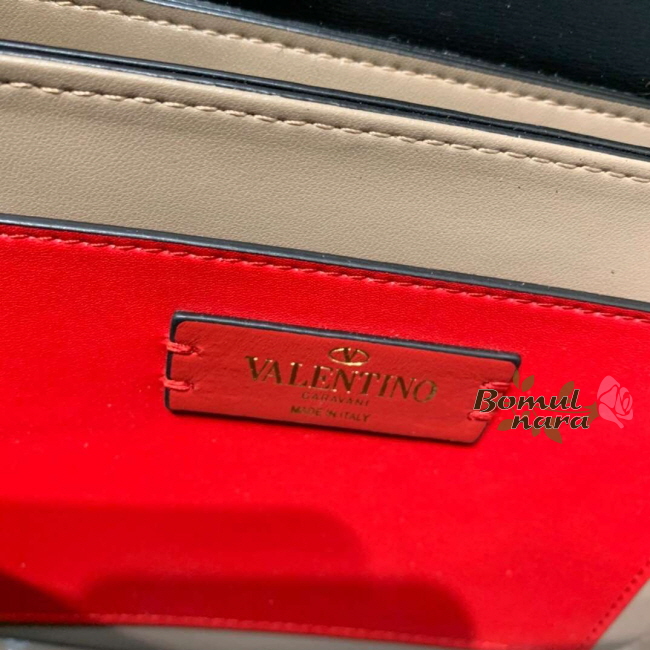 V
VALENTINO
GARAVANI
MADE IN ITALY
Bomul
nara